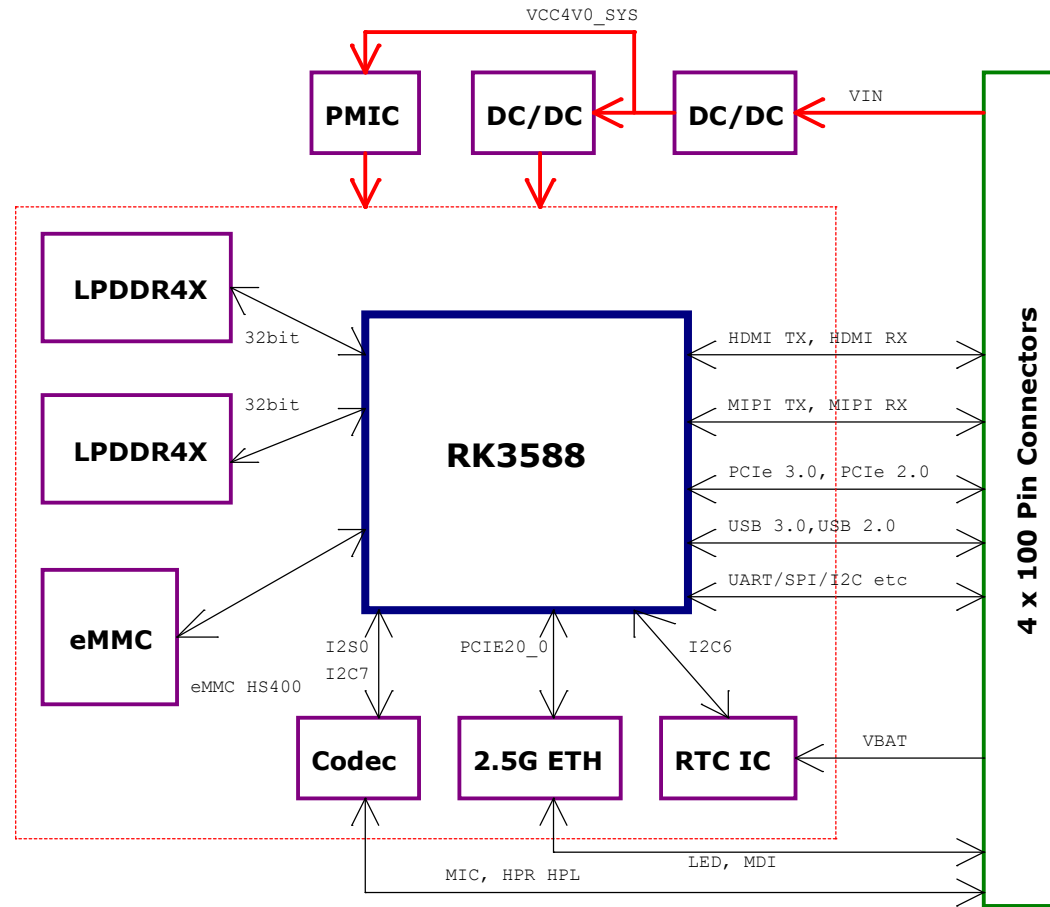 VCC4V0_SYS
PMIC
DC/DC
DC/DC
VIN
LPDDR4X
32bit
LPDDR4X
32bit
RK3588
HDMI TX, HDMI RX
MIPI TX, MIPI RX
PCIe 3.0, PCIe 2.0
USB 3.0,USB 2.0
UART/SPI/I2C etc
4 x 100 Pin Connectors
eMMC
eMMC HS400
I2S0
I2C7
PCIE20_0
I2C6
Codec
2.5G ETH
RTC IC
VBAT
LED, MDI
MIC, HPR HPL